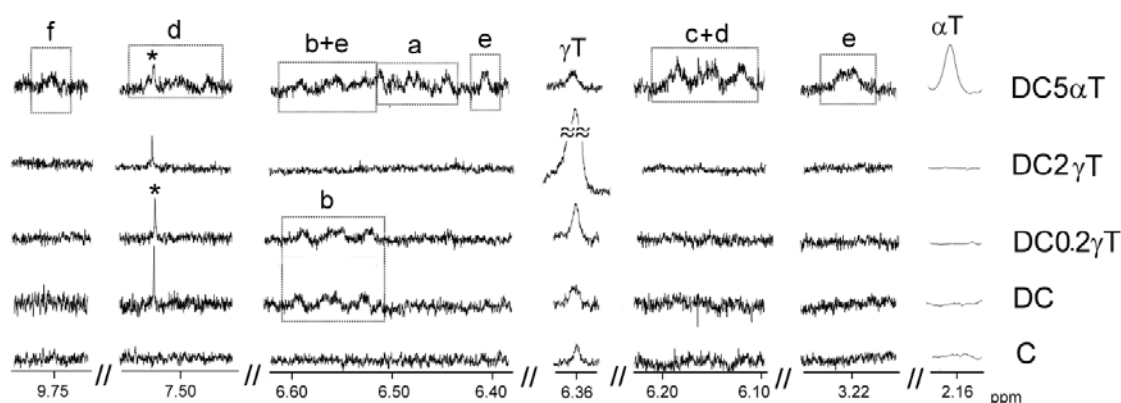 f d b+e a e γT c+d e αT
*
DC5αT
≈≈
DC2γT
*
b
DC0.2γT
DC
C
// // // // // //
9.75 7.50 6.60 6.50 6.40 6.36 6.20 6.10 3.22 2.16 ppm